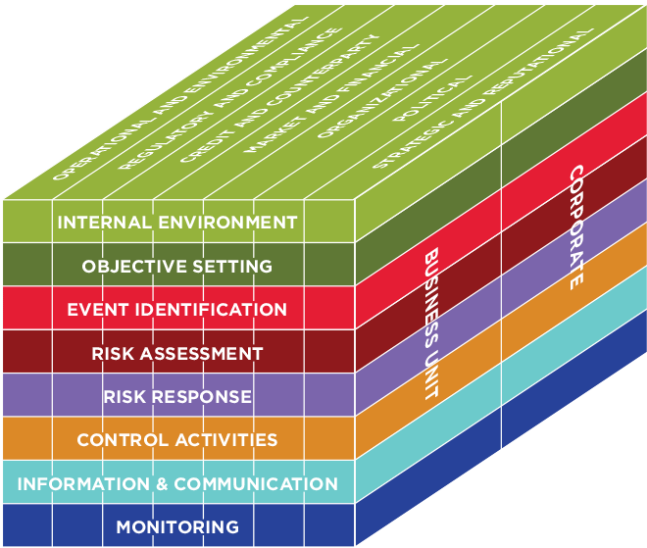 OPERATIONAL AND ENVIRONMENTAL
REGULATORY AND COMPLIANCE
CREDIT AND COUNTERPARTY
MARKET AND FINANCIAL
ORGANIZATIONAL
POLITICAL
STRATEGIC AND REPUTATIONAL
INTERNAL ENVIRONMENT
OBJECTIVE SETTING
EVENT IDENTIFICATION
RISK ASSESSMENT
RISK RESPONSE
CONTROL ACTIVITIES
INFORMATION & COMMUNICATION
MONITORING
BUSINESS UNIT
CORPORATE